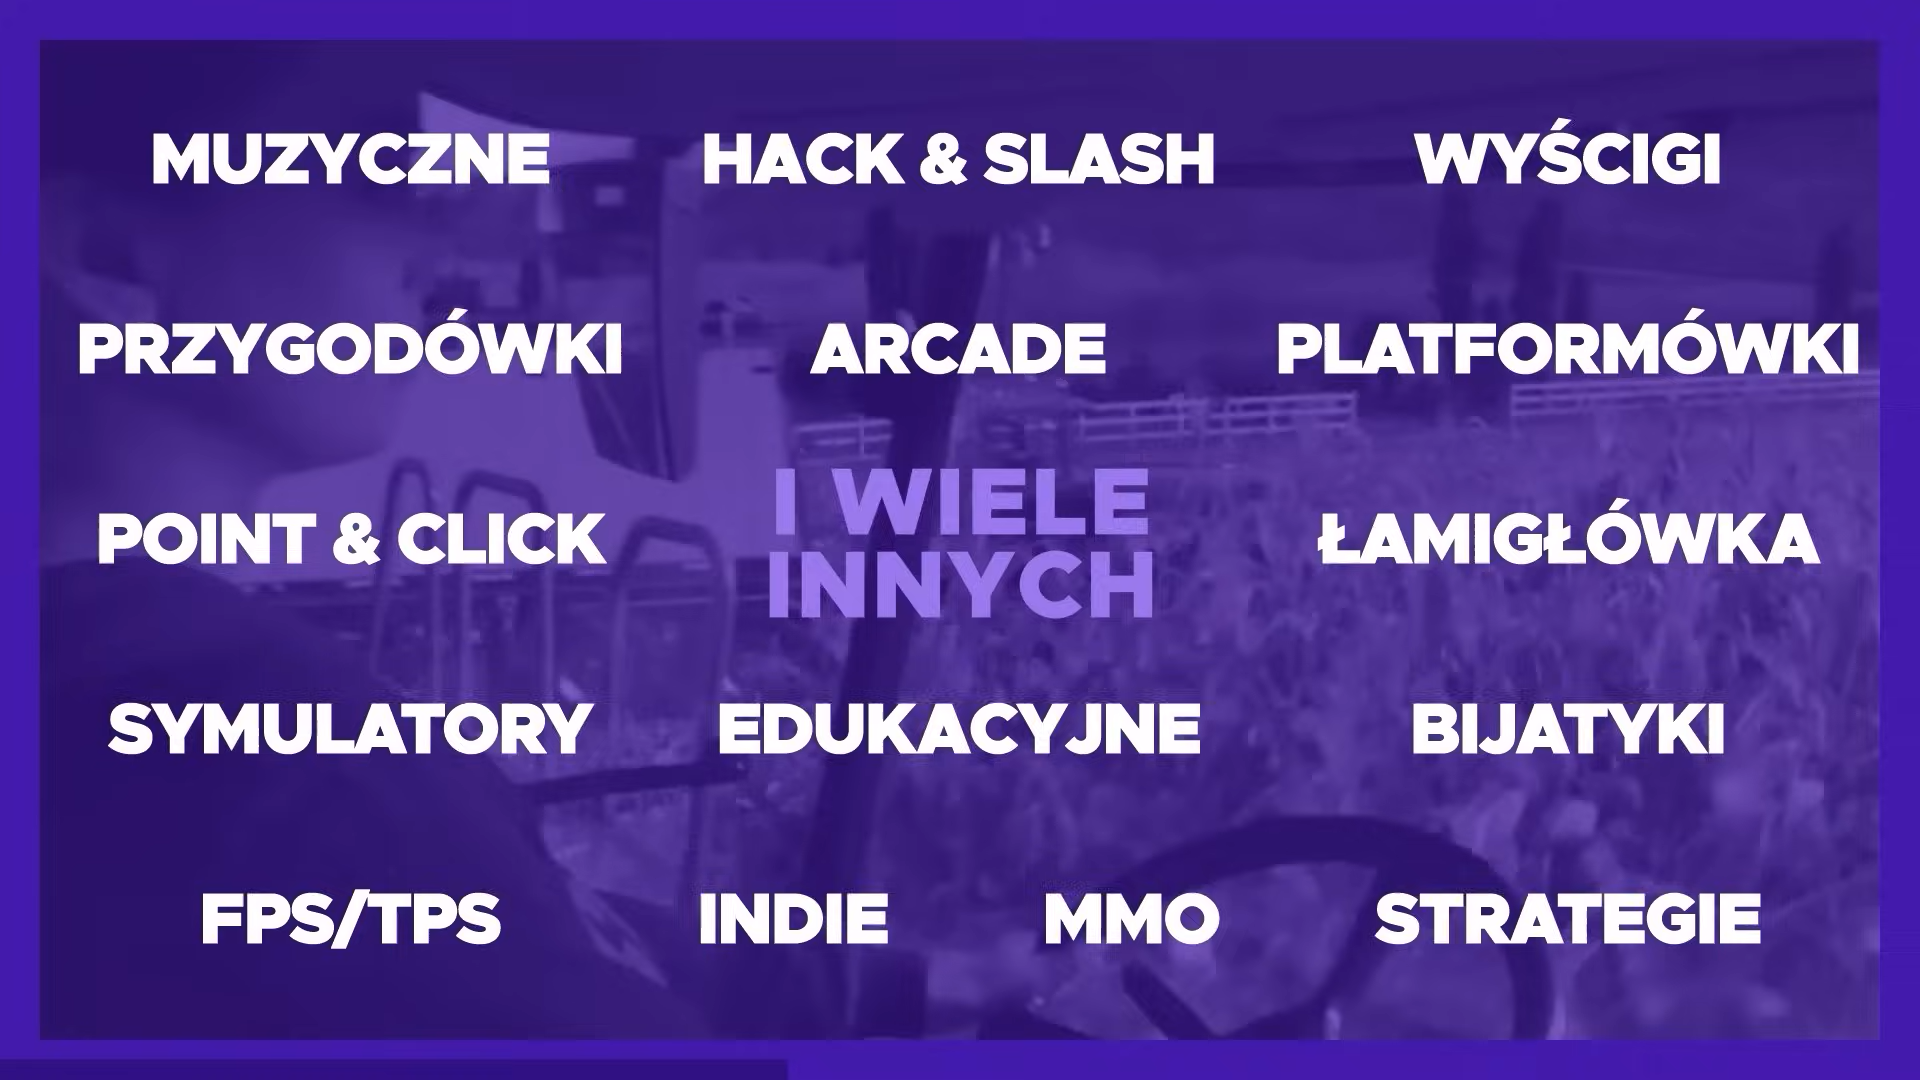 MUZYCZNE HACK & SLASH WYŚCIGI
PRZYGODÓWKI ARCADE PLATFORMÓWKI
POINT & CLICK I WIELE INNYCH ŁAMIGŁÓWKA
SYMULATORY EDUKACYJNE BIJATYKI
FPS/TPS INDIE MMO STRATEGIE